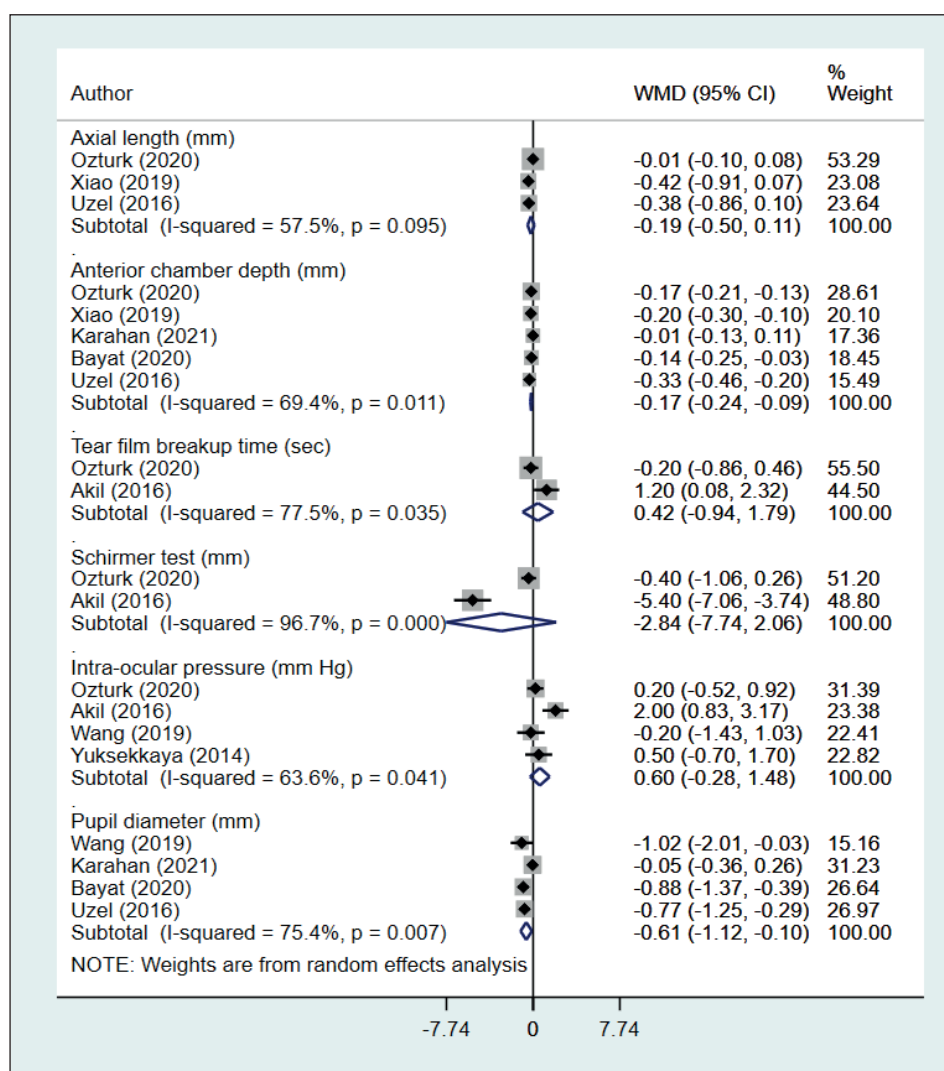 %
Author WMD (95% CI) Weight
Axial length (mm)
Ozturk (2020) -0.01 (-0.10, 0.08) 53.29
Xiao (2019) -0.42 (-0.91, 0.07) 23.08
Uzel (2016) -0.38 (-0.86, 0.10) 23.64
Subtotal (I-squared = 57.5%, p = 0.095) -0.19 (-0.50, 0.11) 100.00
.
Anterior chamber depth (mm)
Ozturk (2020) -0.17 (-0.21, -0.13) 28.61
Xiao (2019) -0.20 (-0.30, -0.10) 20.10
Karahan (2021) -0.01 (-0.13, 0.11) 17.36
Bayat (2020) -0.14 (-0.25, -0.03) 18.45
Uzel (2016) -0.33 (-0.46, -0.20) 15.49
Subtotal (I-squared = 69.4%, p = 0.011) -0.17 (-0.24, -0.09) 100.00
.
Tear film breakup time (sec)
Ozturk (2020) -0.20 (-0.86, 0.46) 55.50
Akil (2016) 1.20 (0.08, 2.32) 44.50
Subtotal (I-squared = 77.5%, p = 0.035) 0.42 (-0.94, 1.79) 100.00
.
Schirmer test (mm)
Ozturk (2020) -0.40 (-1.06, 0.26) 51.20
Akil (2016) -5.40 (-7.06, -3.74) 48.80
Subtotal (I-squared = 96.7%, p = 0.000) -2.84 (-7.74, 2.06) 100.00
.
Intra-ocular pressure (mm Hg)
Ozturk (2020) 0.20 (-0.52, 0.92) 31.39
Akil (2016) 2.00 (0.83, 3.17) 23.38
Wang (2019) -0.20 (-1.43, 1.03) 22.41
Yuksekkaya (2014) 0.50 (-0.70, 1.70) 22.82
Subtotal (I-squared = 63.6%, p = 0.041) 0.60 (-0.28, 1.48) 100.00
.
Pupil diameter (mm)
Wang (2019) -1.02 (-2.01, -0.03) 15.16
Karahan (2021) -0.05 (-0.36, 0.26) 31.23
Bayat (2020) -0.88 (-1.37, -0.39) 26.64
Uzel (2016) -0.77 (-1.25, -0.29) 26.97
Subtotal (I-squared = 75.4%, p = 0.007) -0.61 (-1.12, -0.10) 100.00
NOTE: Weights are from random effects analysis
-7.74 0 7.74